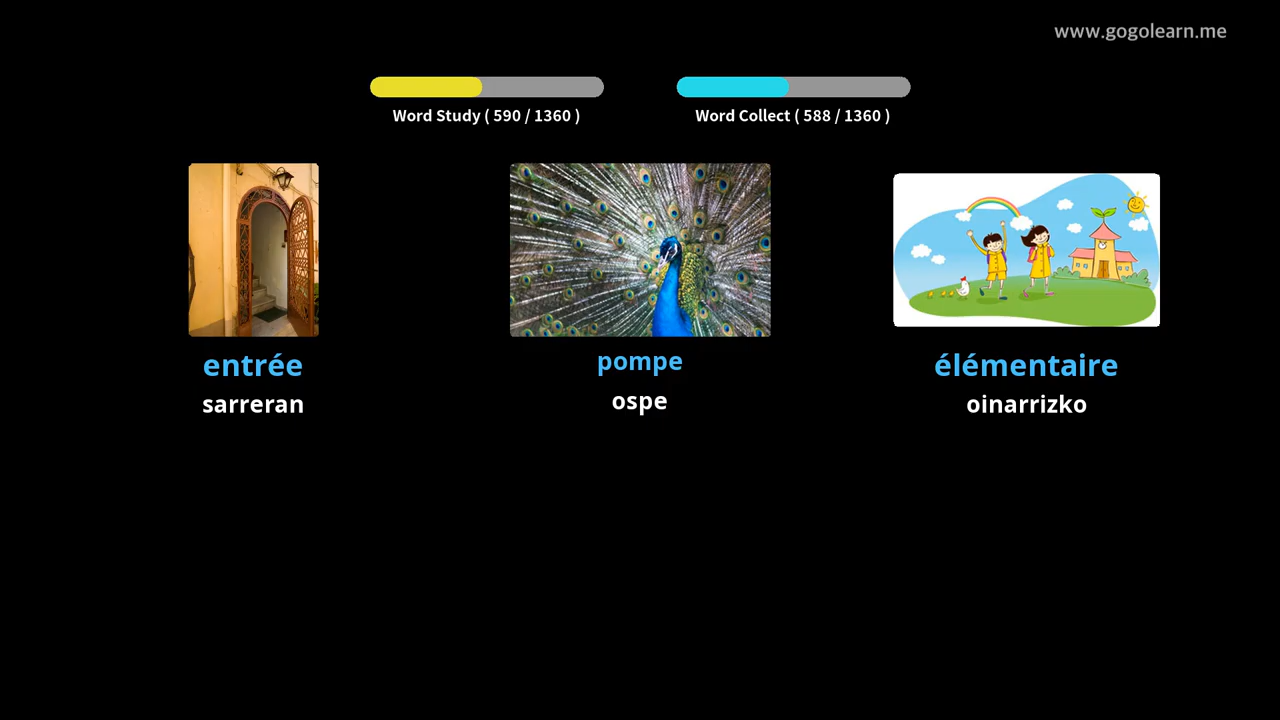 www.gogolearn.me
Word Study ( 590 / 1360 )
Word Collect ( 588 / 1360 )
entrée
pompe
élémentaire
sarreran
ospe
oinarrizko